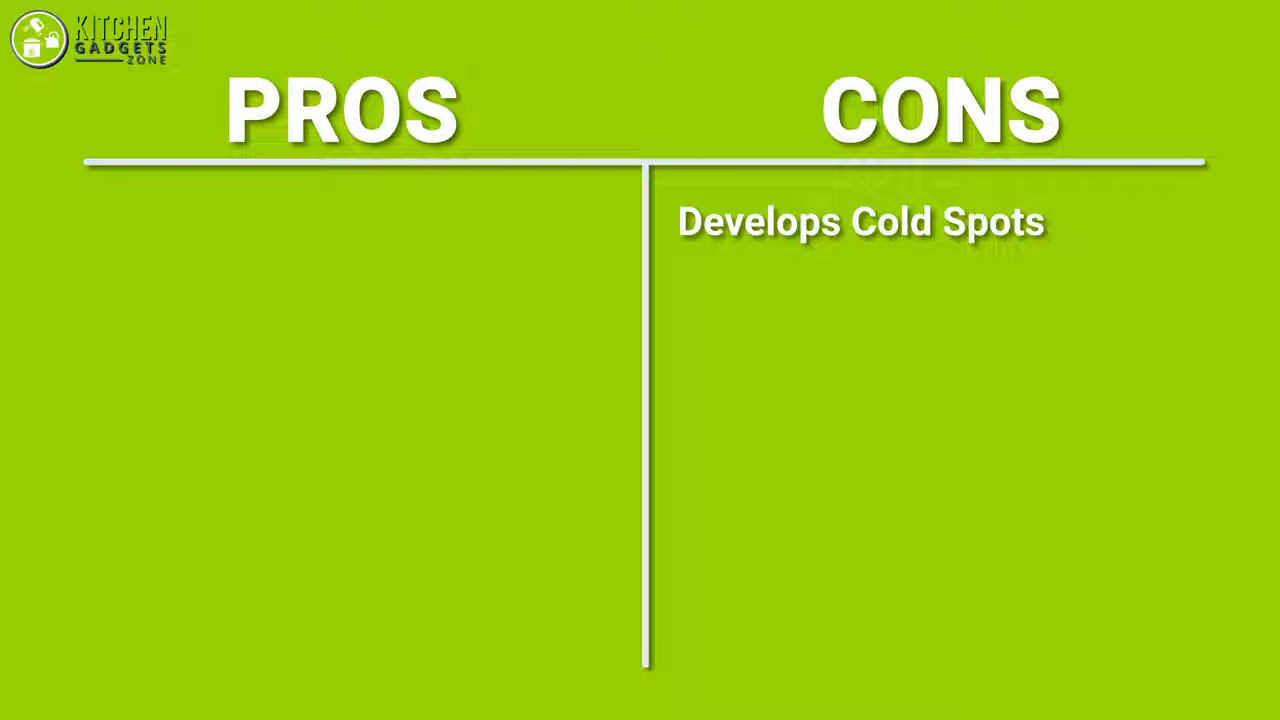 KITCHEN
GADGETS
ZONE
PROS
CONS
Develops Cold Spots